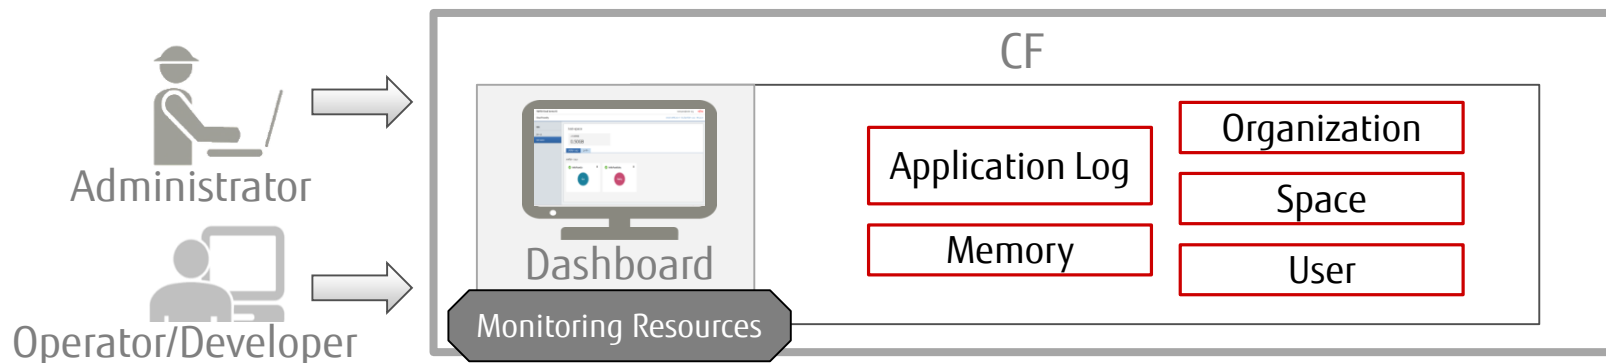 CF
Administrator
Operator/Developer
Dashboard
Monitoring Resources
Application Log
Memory
Organization
Space
User